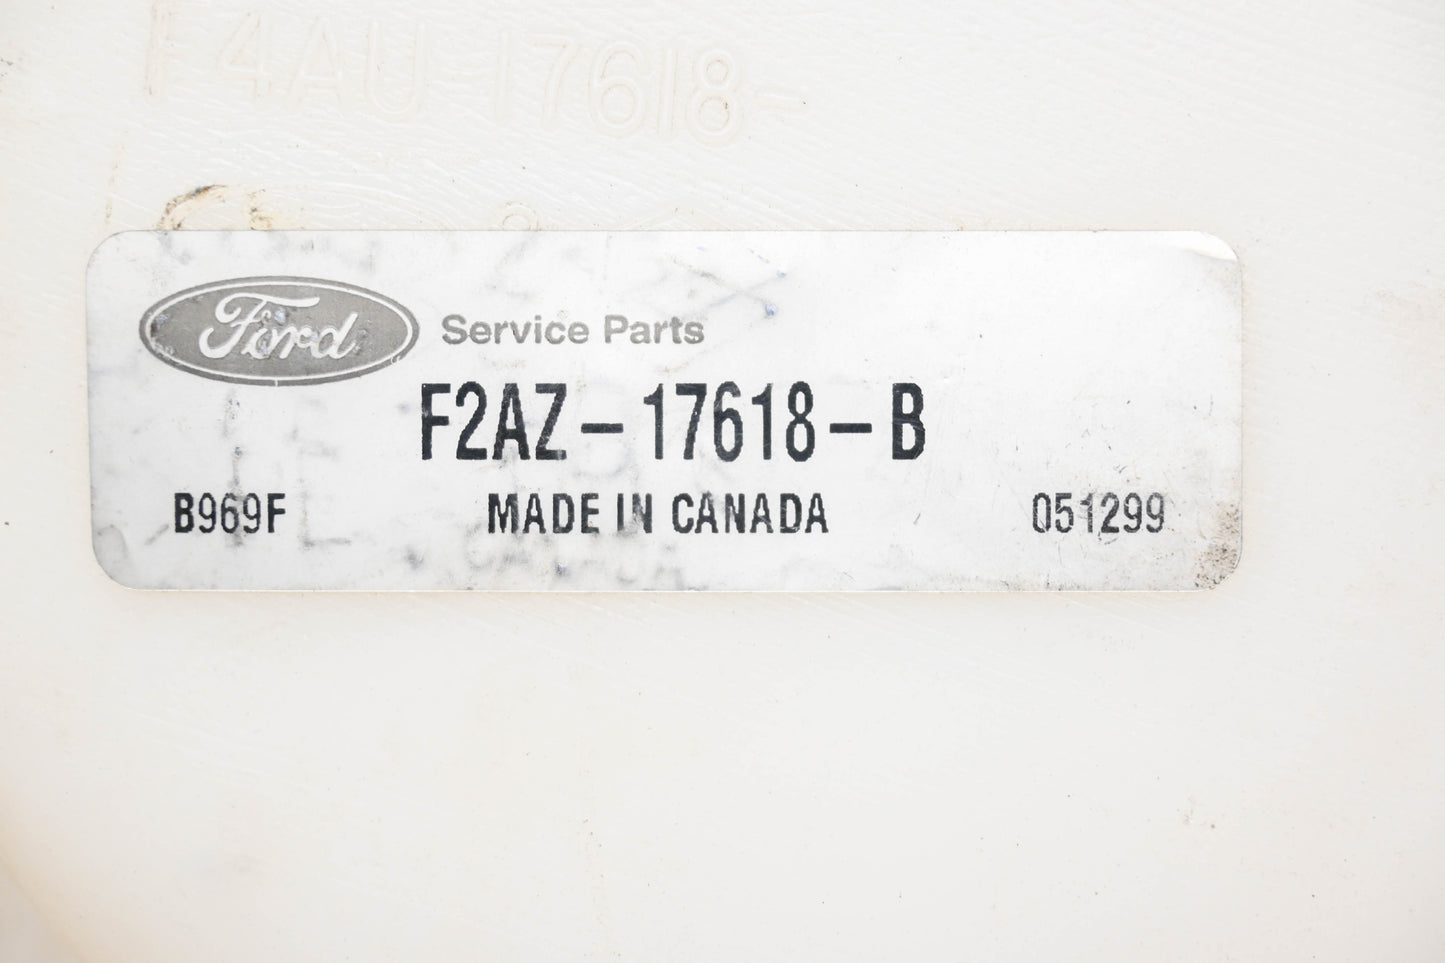 F4AU-17618-
Ford Service Parts
F2AZ-17618-B
B969F MADE IN CANADA 051299